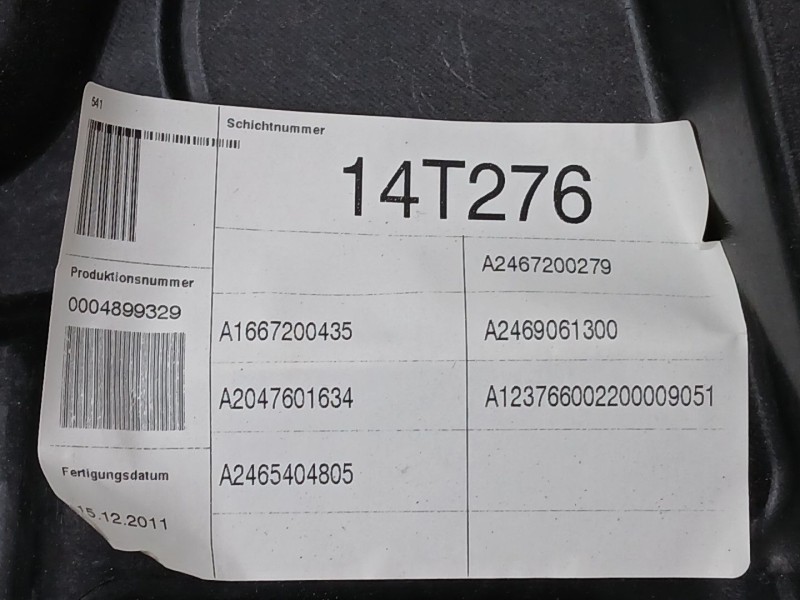 541
Schichtnummer
14T276
Produktionsnummer
0004899329
Fertigungsdatum
15.12.2011
A2467200279
A1667200435
A2469061300
A2047601634
A123766002200009051
A2465404805